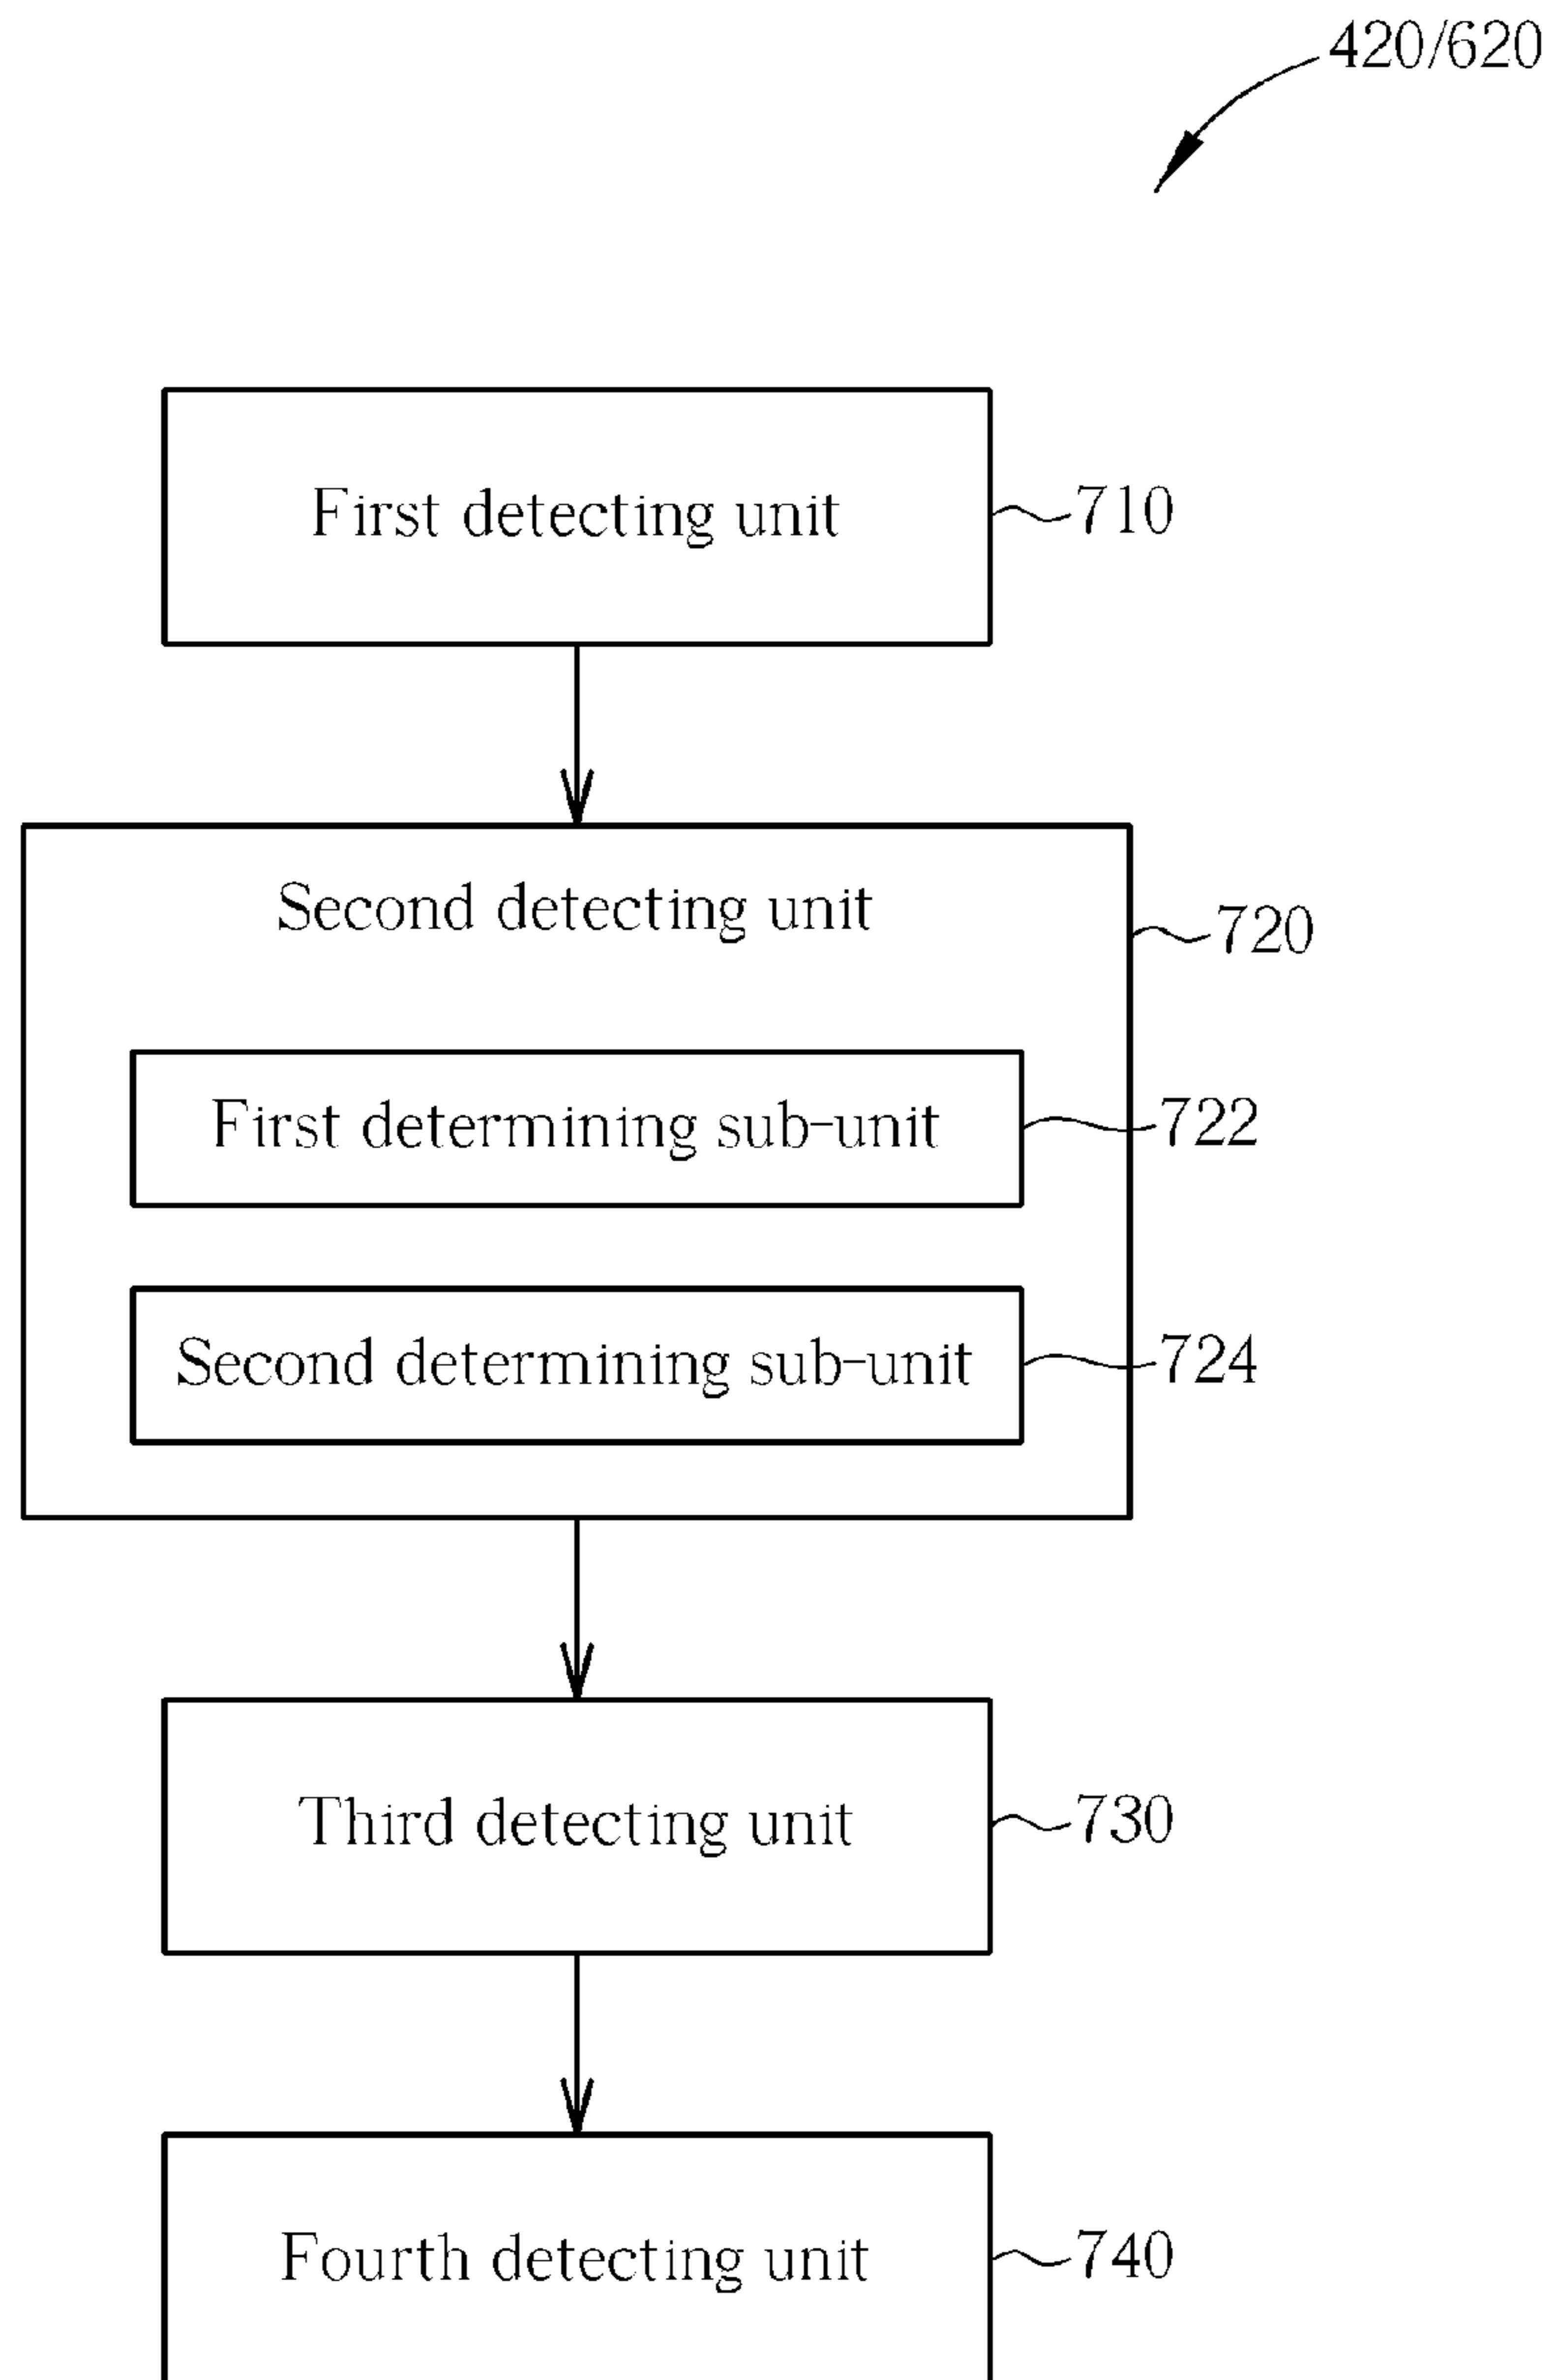 420/620
First detecting unit
710
Second detecting unit
720
First determining sub-unit
722
Second determining sub-unit
724
Third detecting unit
730
Fourth detecting unit
740